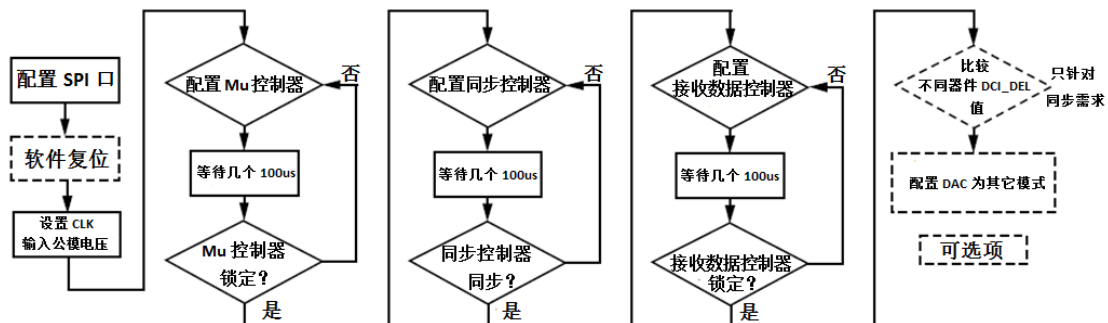 配置 SPI 口
软件复位
设置 CLK
输入公模电压
配置 Mu 控制器
否
等待几个 100us
Mu 控制器
锁定？
是
配置同步控制器
否
等待几个 100us
同步控制器
同步？
是
配置
接收数据控制器
否
等待几个 100us
接收数据控制器
锁定？
是
比较
不同器件 DCI_DEL
值
只针对
同步需求
配置 DAC 为其它模式
可选项